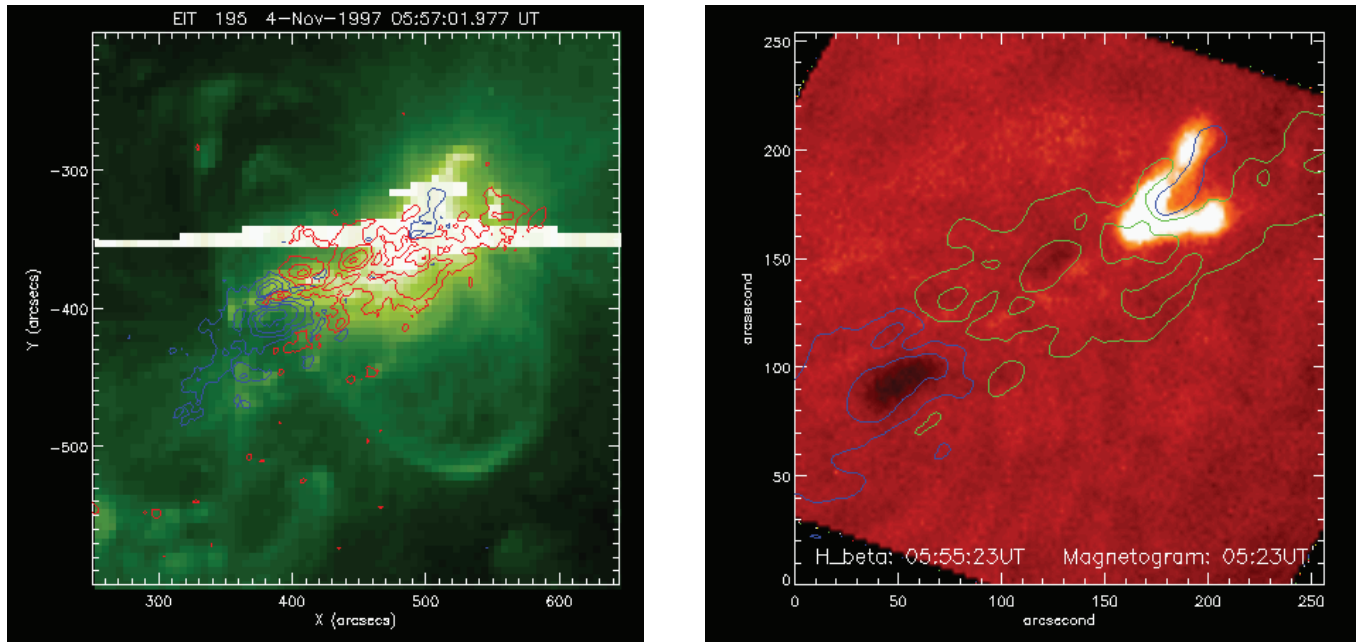 EIT 195 4-Nov-1997 05:57:01.977 UT
-300
-400
-500
Y (arcsecs)
300 400 500 600
X (arcsecs)
250
200
150
100
50
0
arcsecond
H_beta: 05:55:23UT Magnetogram: 05:23UT
0 50 100 150 200 250
arcsecond